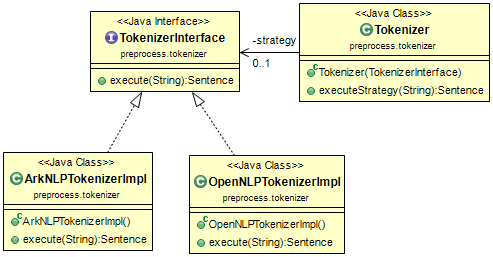 <<Java Interface>>
TokenizerInterface
preprocess.tokenizer
execute(String):Sentence
-strategy
0..1
<<Java Class>>
Tokenizer
preprocess.tokenizer
Tokenizer(TokenizerInterface)
executeStrategy(String):Sentence
<<Java Class>>
ArkNLPTokenizerImpl
preprocess.tokenizer
ArkNLPTokenizerImpl()
execute(String):Sentence
<<Java Class>>
OpenNLPTokenizerImpl
preprocess.tokenizer
OpenNLPTokenizerImpl()
execute(String):Sentence